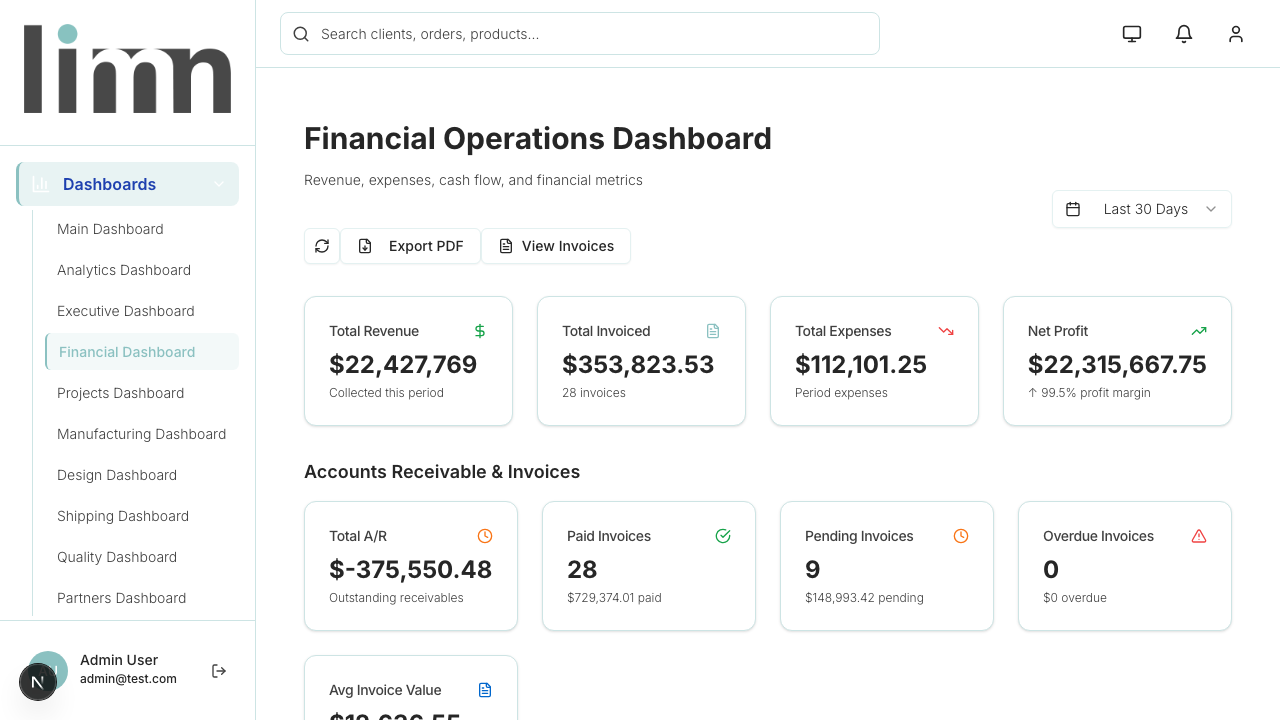 limn
Search clients, orders, products...
Dashboards
Main Dashboard
Analytics Dashboard
Executive Dashboard
Financial Dashboard
Projects Dashboard
Manufacturing Dashboard
Design Dashboard
Shipping Dashboard
Quality Dashboard
Partners Dashboard
N
Admin User
admin@test.com
Financial Operations Dashboard
Revenue, expenses, cash flow, and financial metrics
Last 30 Days
Export PDF
View Invoices
Total Revenue
$22,427,769
Collected this period
Total Invoiced
$353,823.53
28 invoices
Total Expenses
$112,101.25
Period expenses
Net Profit
$22,315,667.75
↑ 99.5% profit margin
Accounts Receivable & Invoices
Total A/R
$-375,550.48
Outstanding receivables
Paid Invoices
28
$729,374.01 paid
Pending Invoices
9
$148,993.42 pending
Overdue Invoices
0
$0 overdue
Avg Invoice Value